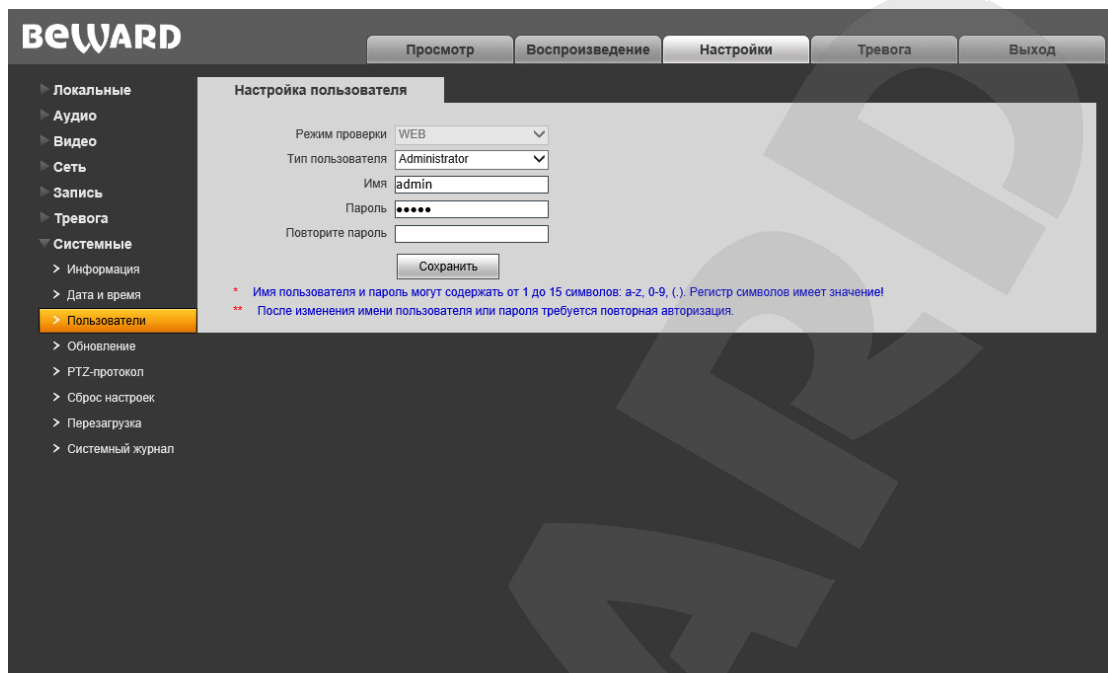 BEWARD
Просмотр
Воспроизведение
Настройки
Тревога
Выход
Локальные
Аудио
Видео
Сеть
Запись
Тревога
Системные
Информация
Дата и время
Пользователи
Обновление
PTZ-протокол
Сброс настроек
Перезагрузка
Системный журнал
Настройка пользователя
Режим проверки WEB
Тип пользователя Administrator
Имя admin
Пароль •••••
Повторите пароль
Сохранить
* Имя пользователя и пароль могут содержать от 1 до 15 символов: a-z, 0-9, (.). Регистр символов имеет значение!
** После изменения имени пользователя или пароля требуется повторная авторизация.